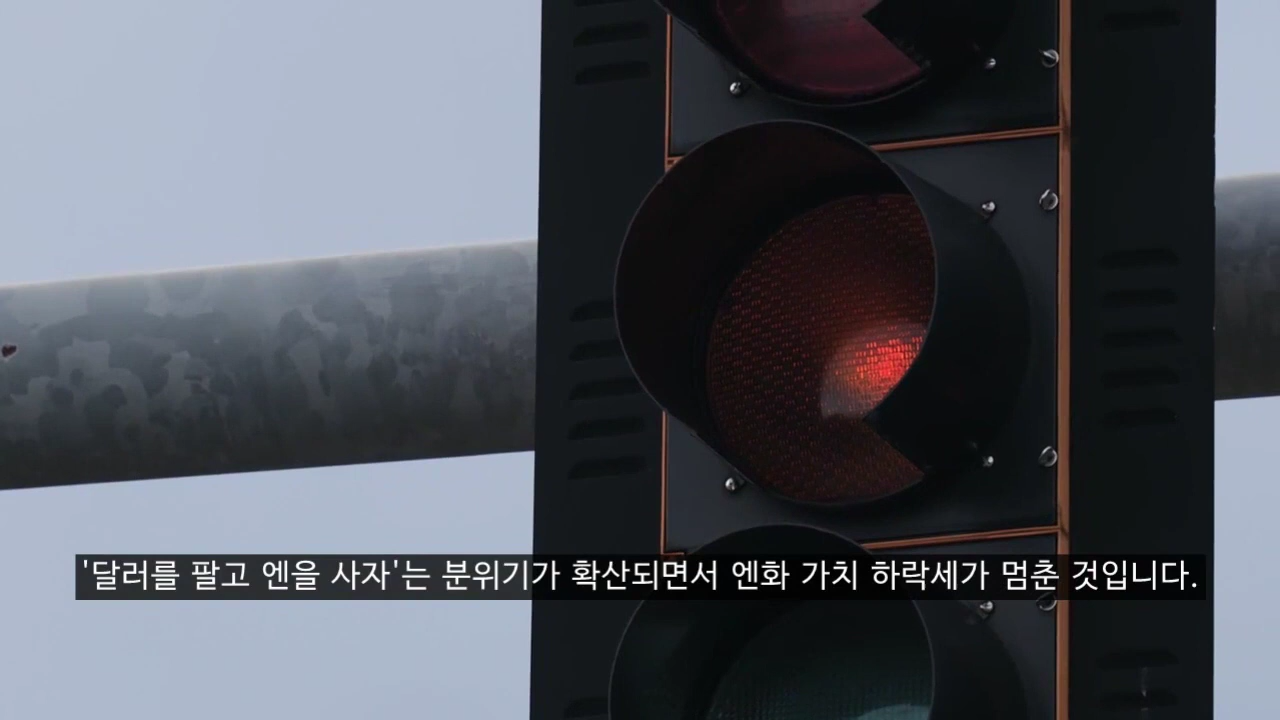 '달러를 팔고 엔을 사자'는 분위기가 확산되면서 엔화 가치 하락세가 멈춘 것입니다.